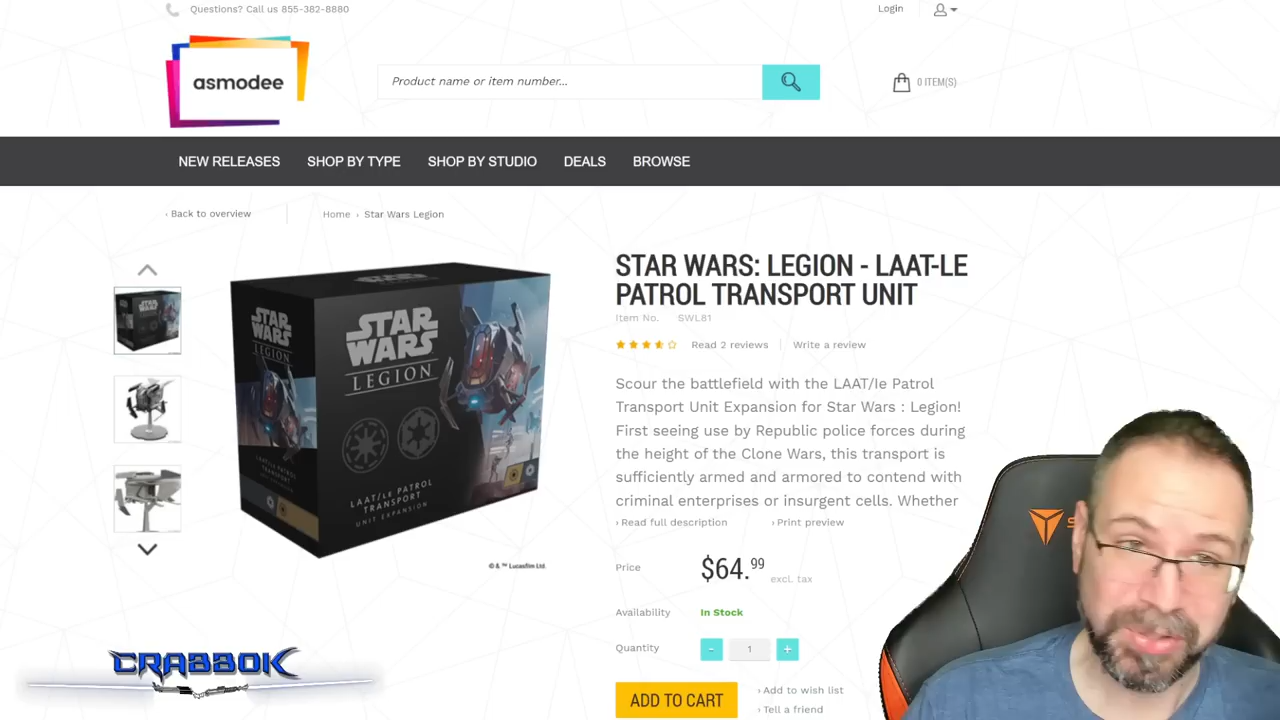 Questions? Call us 855-382-8880
Login
asmodee
Product name or item number...
0 ITEM(S)
NEW RELEASES
SHOP BY TYPE
SHOP BY STUDIO
DEALS
BROWSE
‹ Back to overview
Home › Star Wars Legion
STAR WARS: LEGION - LAAT-LE
PATROL TRANSPORT UNIT
Item No. SWL81
Read 2 reviews
Write a review
Scour the battlefield with the LAAT/le Patrol
Transport Unit Expansion for Star Wars : Legion!
First seeing use by Republic police forces during
the height of the Clone Wars, this transport is
sufficiently armed and armored to contend with
criminal enterprises or insurgent cells. Whether
› Read full description
› Print preview
Price
$64.99
excl. tax
Availability
In Stock
Quantity
-
1
+
ADD TO CART
› Add to wish list
› Tell a friend
STAR
WARS
LEGION
STAR
WARS
LEGION
LAAT/LE PATROL
TRANSPORT
UNIT EXPANSION
© & ™ Lucasfilm Ltd.
CRABBOK